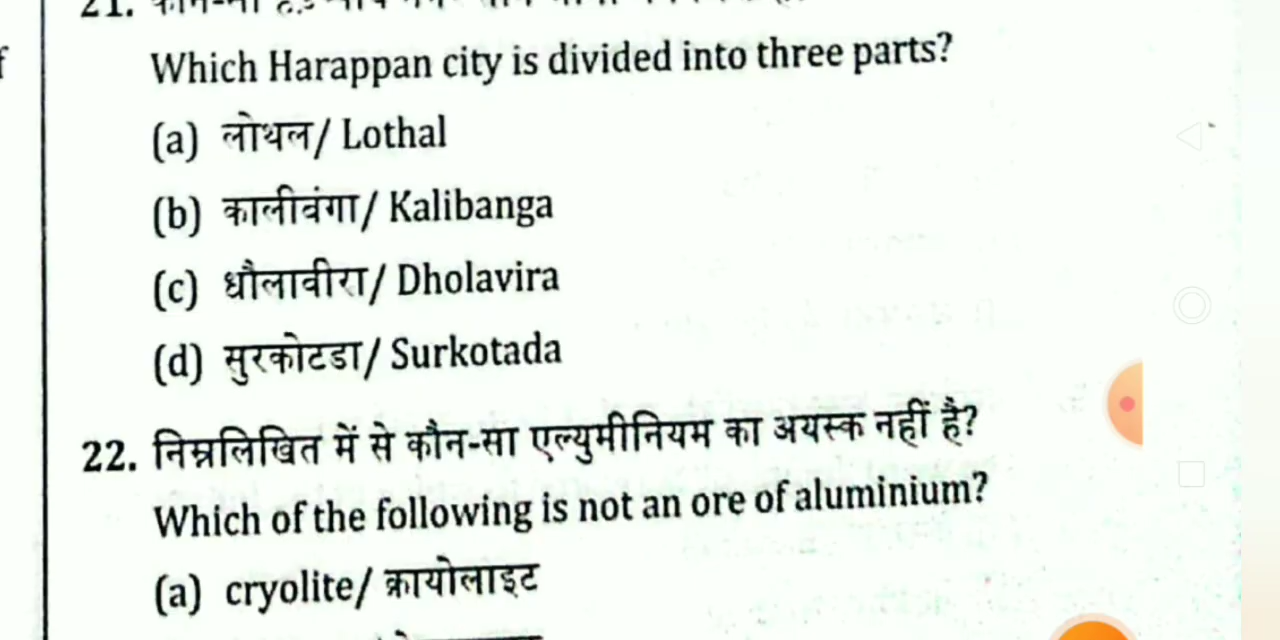 21.
Which Harappan city is divided into three parts?
(a) लोथल/ Lothal
(b) कालीवंगा/ Kalibanga
(c) धौलावीरा/ Dholavira
(d) सुरकोटडा/ Surkotada
22. निम्नलिखित में से कौन-सा एल्युमीनियम का अयस्क नहीं है?
Which of the following is not an ore of aluminium?
(a) cryolite/ क्रायोलाइट